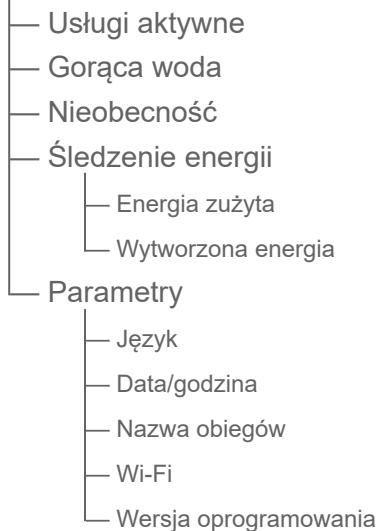 Usługi aktywne
Gorąca woda
Nieobecność
Śledzenie energii
Energia zużyta
Wytworzona energia
Parametry
Język
Data/godzina
Nazwa obiegów
Wi-Fi
Wersja oprogramowania